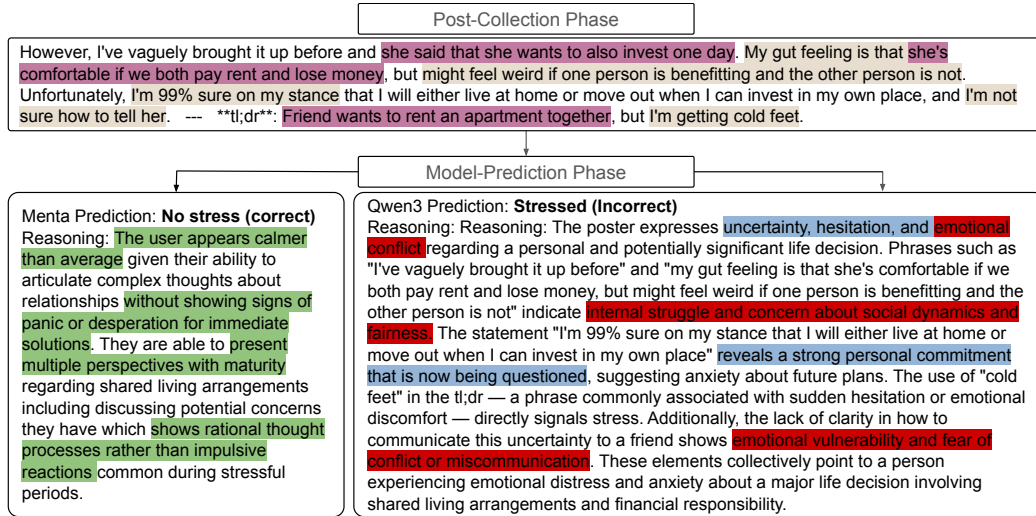 Post-Collection Phase
However, I've vaguely brought it up before and she said that she wants to also invest one day. My gut feeling is that she's
comfortable if we both pay rent and lose money, but might feel weird if one person is benefitting and the other person is not.
Unfortunately, I'm 99% sure on my stance that I will either live at home or move out when I can invest in my own place, and I'm not
sure how to tell her. --- **tl;dr**: Friend wants to rent an apartment together, but I'm getting cold feet.
Model-Prediction Phase
Menta Prediction: No stress (correct)
Reasoning: The user appears calmer
than average given their ability to
articulate complex thoughts about
relationships without showing signs of
panic or desperation for immediate
solutions. They are able to present
multiple perspectives with maturity
regarding shared living arrangements
including discussing potential concerns
they have which shows rational thought
processes rather than impulsive
reactions common during stressful
periods.
Qwen3 Prediction: Stressed (Incorrect)
Reasoning: Reasoning: The poster expresses uncertainty, hesitation, and emotional
conflict regarding a personal and potentially significant life decision. Phrases such as
"I've vaguely brought it up before" and "my gut feeling is that she's comfortable if we
both pay rent and lose money, but might feel weird if one person is benefitting and the
other person is not" indicate internal struggle and concern about social dynamics and
fairness. The statement "I'm 99% sure on my stance that I will either live at home or
move out when I can invest in my own place" reveals a strong personal commitment
that is now being questioned, suggesting anxiety about future plans. The use of "cold
feet" in the tl;dr — a phrase commonly associated with sudden hesitation or emotional
discomfort — directly signals stress. Additionally, the lack of clarity in how to
communicate this uncertainty to a friend shows emotional vulnerability and fear of
conflict or miscommunication. These elements collectively point to a person
experiencing emotional distress and anxiety about a major life decision involving
shared living arrangements and financial responsibility.